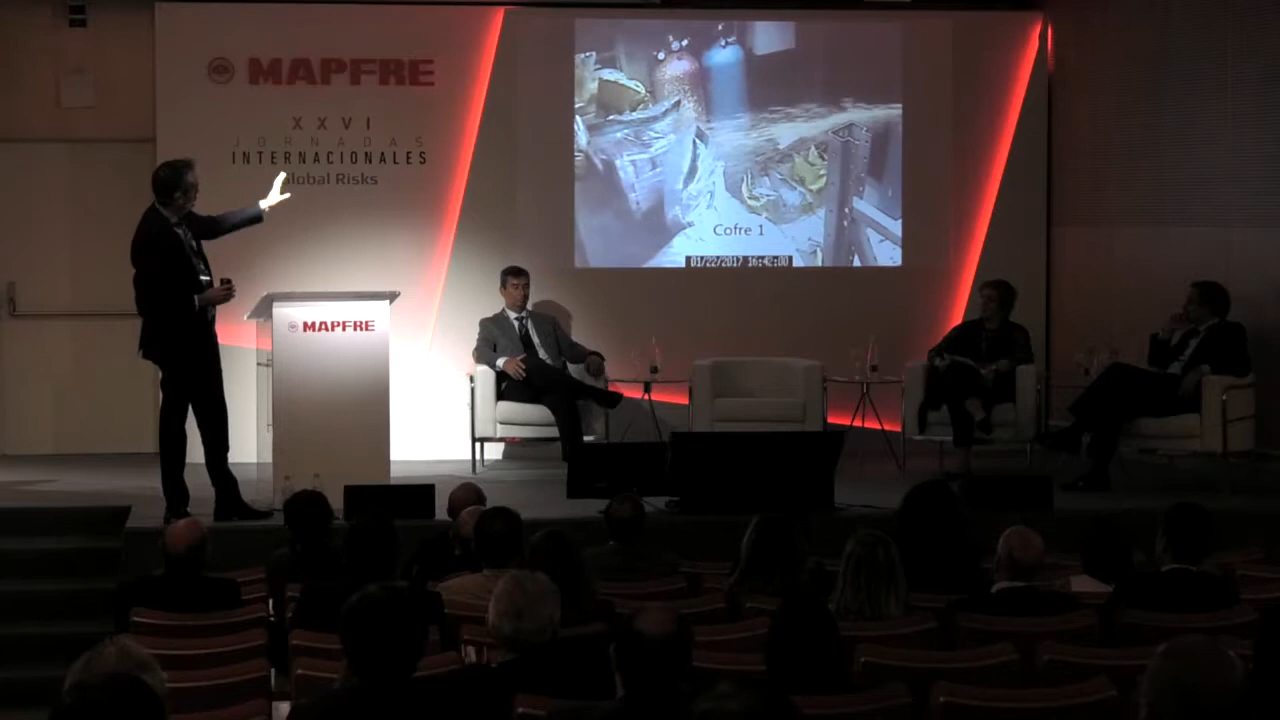 MAPFRE
XXVI
JORNADAS
INTERNACIONALES
Global Risks
Cofre 1
01/22/2017 16:42:00
MAPFRE